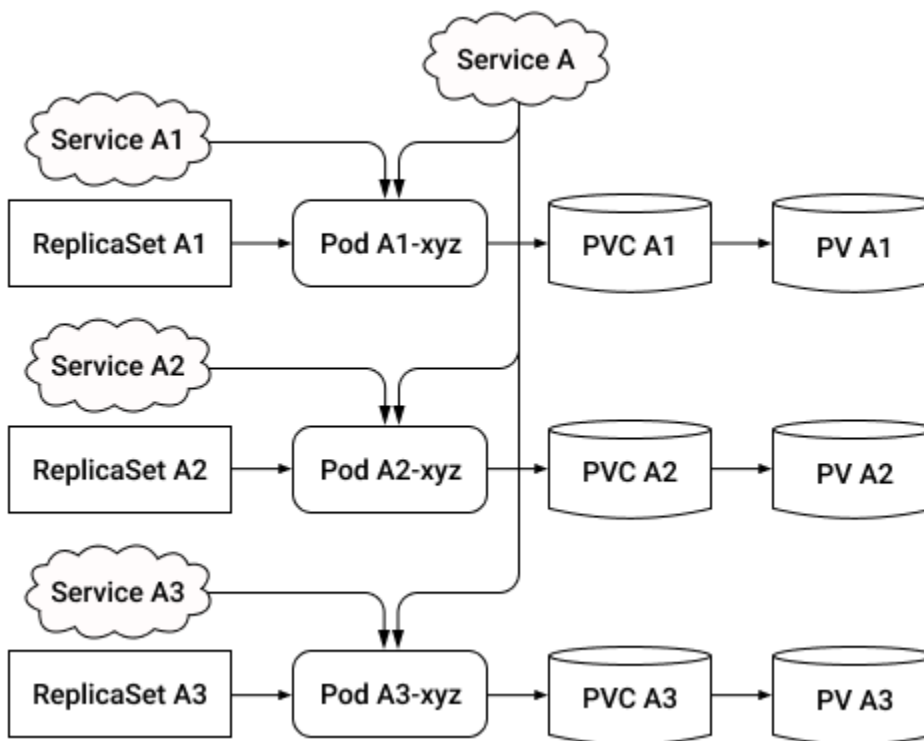 Service A
Service A1
ReplicaSet A1
Pod A1-xyz
PVC A1
PV A1
Service A2
ReplicaSet A2
Pod A2-xyz
PVC A2
PV A2
Service A3
ReplicaSet A3
Pod A3-xyz
PVC A3
PV A3